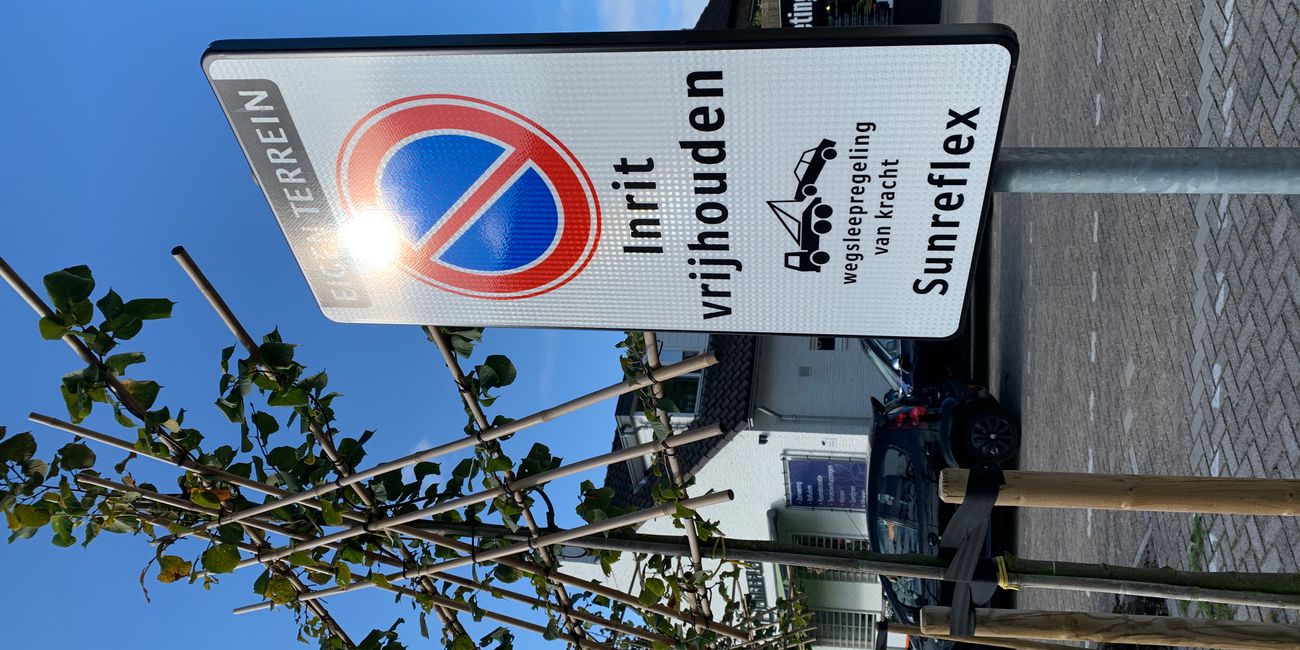 EIGEN TERREIN
Inrit
vrijhouden
wegsleepregeling
van kracht
Sunreflex